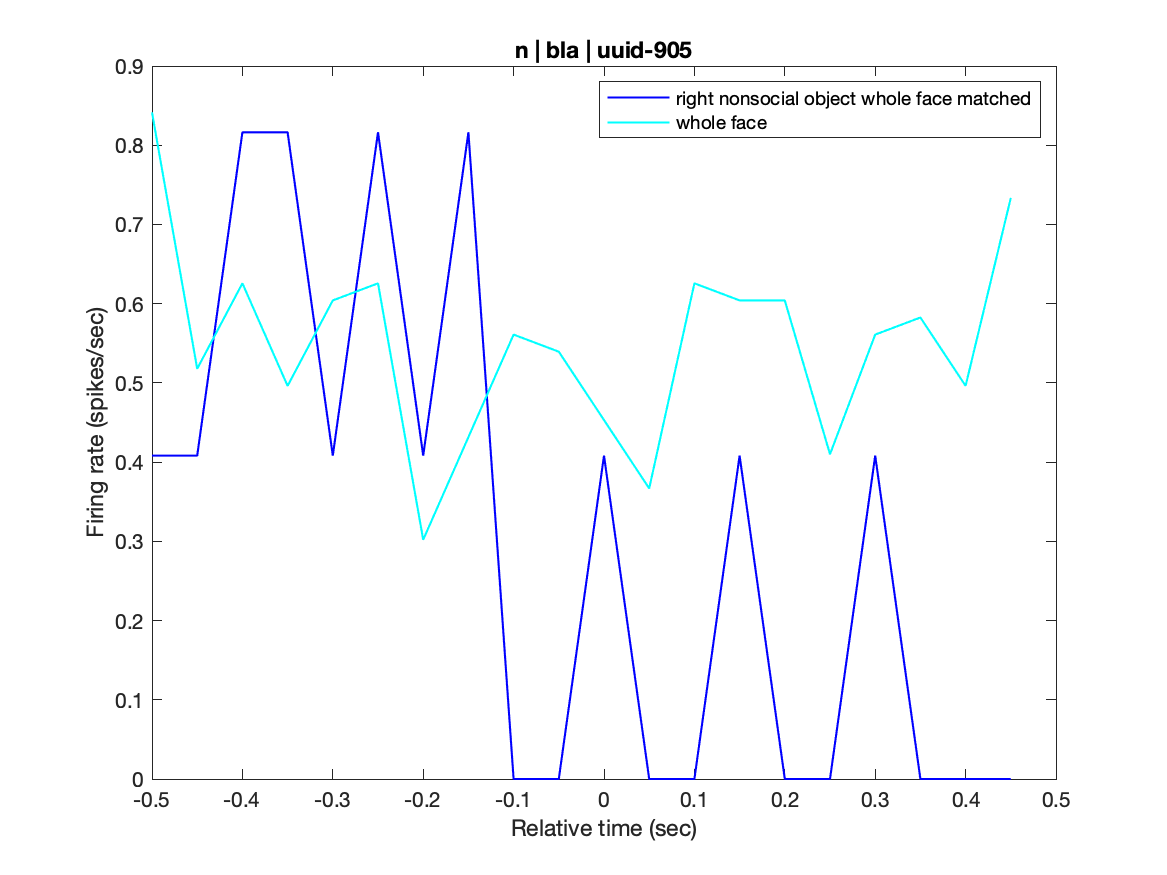 n | bla | uuid-905
right nonsocial object whole face matched
whole face
Firing rate (spikes/sec)
0.9
0.8
0.7
0.6
0.5
0.4
0.3
0.2
0.1
0
-0.5 -0.4 -0.3 -0.2 -0.1 0 0.1 0.2 0.3 0.4 0.5
Relative time (sec)